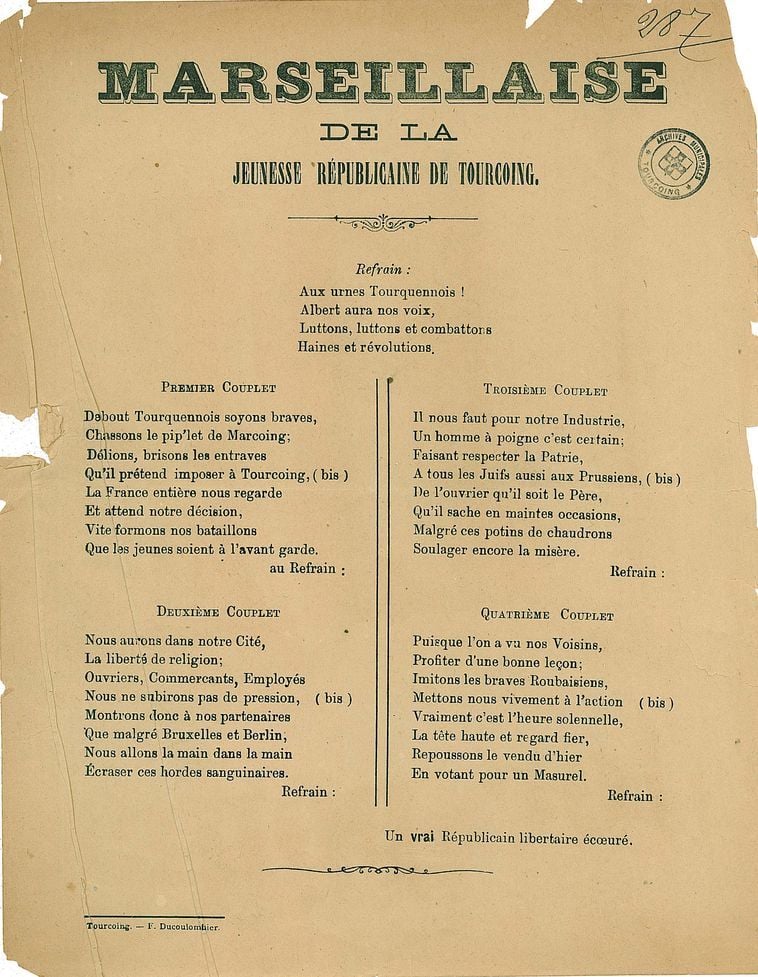 287
MARSEILLAISE
DE LA
JEUNESSE RÉPUBLICAINE DE TOURCOING.
ARCHIVES MUNICIPALES
* TOURCOING *
Refrain :
Aux urnes Tourquennois !
Albert aura nos voix,
Luttons, luttons et combattons
Haines et révolutions.
PREMIER COUPLET
Debout Tourquennois soyons braves,
Chassons le pip'let de Marcoing;
Délions, brisons les entraves
Qu'il prétend imposer à Tourcoing, ( bis )
La France entière nous regarde
Et attend notre décision,
Vite formons nos bataillons
Que les jeunes soient à l'avant garde.
au Refrain :
DEUXIÈME COUPLET
Nous aurons dans notre Cité,
La liberté de religion;
Ouvriers, Commercants, Employés
Nous ne subirons pas de pression, ( bis )
Montrons donc à nos partenaires
Que malgré Bruxelles et Berlin,
Nous allons la main dans la main
Écraser ces hordes sanguinaires.
Refrain :
TROISIÈME COUPLET
Il nous faut pour notre Industrie,
Un homme à poigne c'est certain;
Faisant respecter la Patrie,
A tous les Juifs aussi aux Prussiens, ( bis )
De l'ouvrier qu'il soit le Père,
Qu'il sache en maintes occasions,
Malgré ces potins de chaudrons
Soulager encore la misère.
Refrain :
QUATRIÈME COUPLET
Puisque l'on a vu nos Voisins,
Profiter d'une bonne leçon;
Imitons les braves Roubaisiens,
Mettons nous vivement à l'action ( bis )
Vraiment c'est l'heure solennelle,
La tête haute et regard fier,
Repoussons le vendu d'hier
En votant pour un Masurel.
Refrain :
Un vrai Républicain libertaire écœuré.
Tourcoing. — F. Ducoulombier.